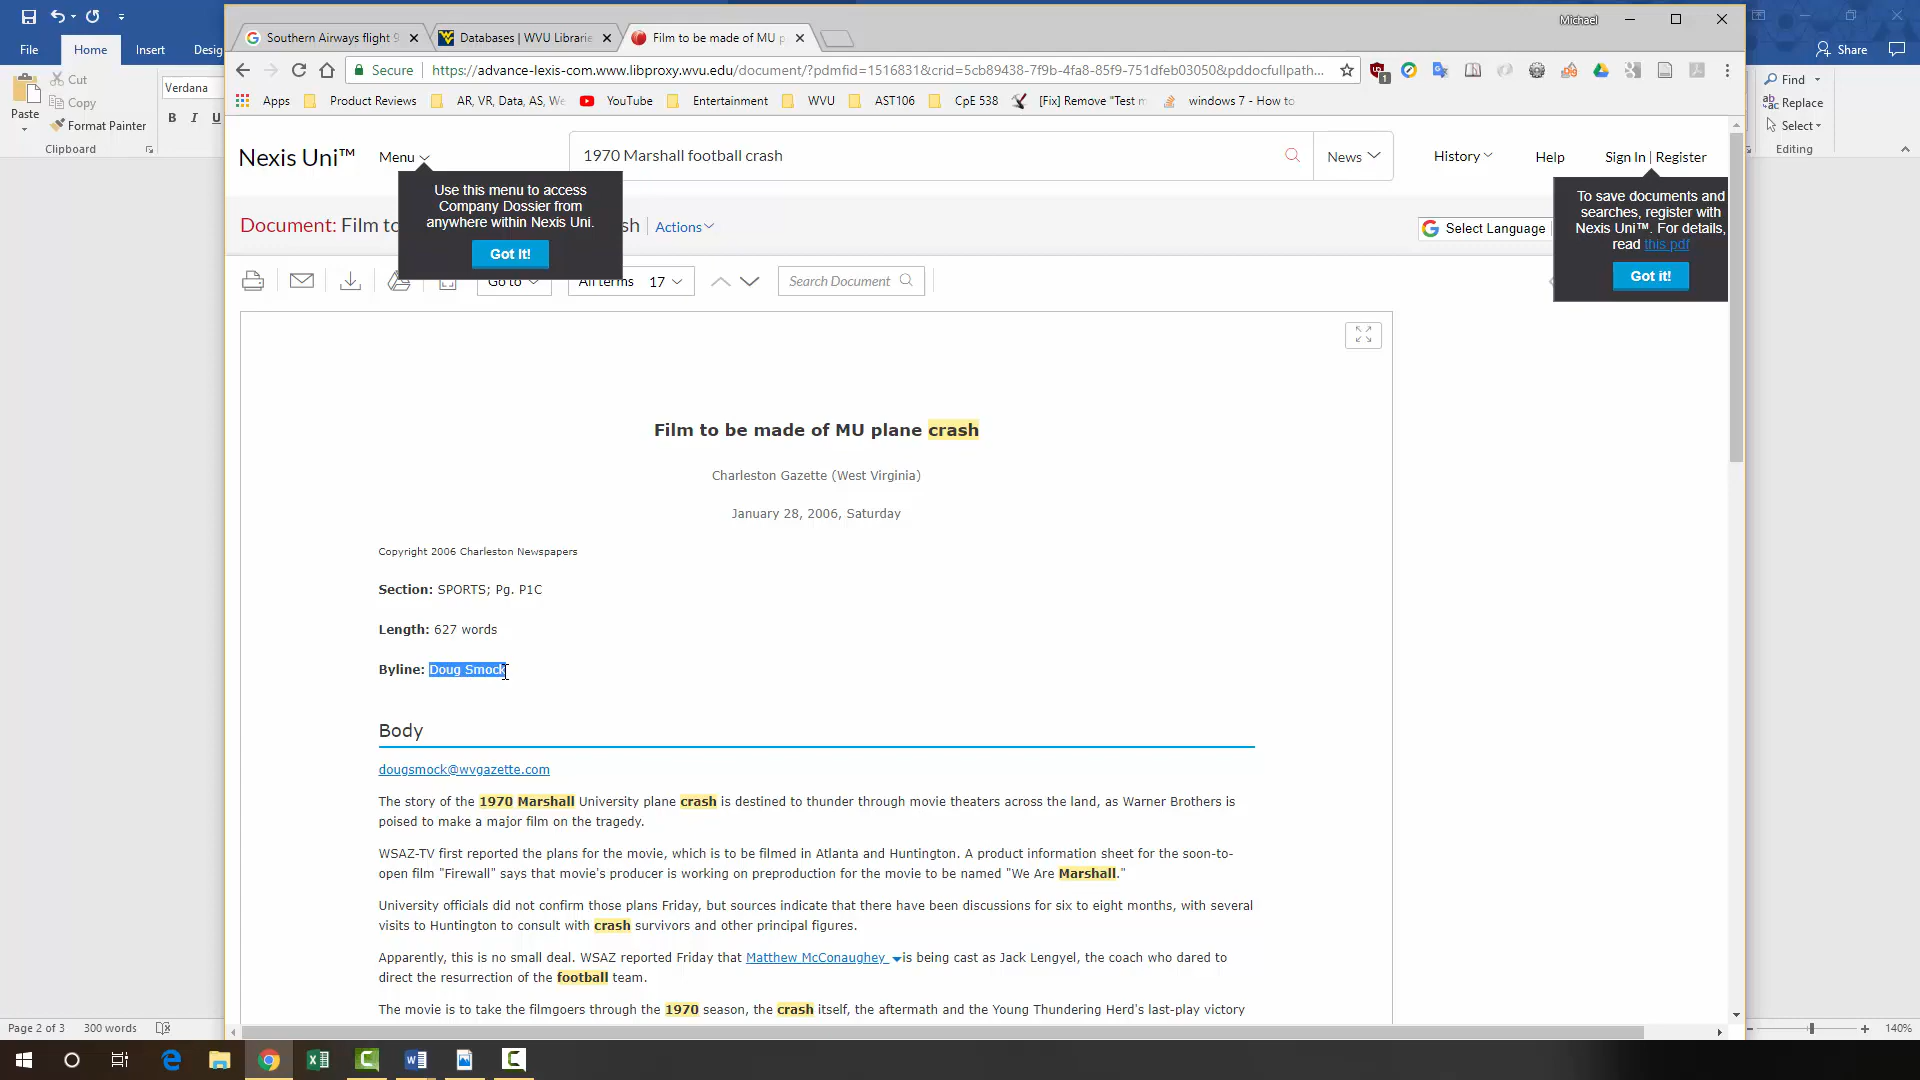 Michael
Southern Airways flight 9
Databases | WVU Librarie
Film to be made of MU p
File
Home
Insert
Desig
Share
Secure
https://advance-lexis-com.www.libproxy.wvu.edu/document/?pdmfid=1516831&crid=5cb89438-7f9b-4fa8-85f9-751dfeb03050&pddocfullpath...
Cut
Copy
Paste
Format Painter
Clipboard
Verdana
B I U
Find
Replace
Select
Editing
Apps
Product Reviews
AR, VR, Data, AS, We
YouTube
Entertainment
WVU
AST106
CpE 538
[Fix] Remove "Test m
windows 7 - How to
Nexis Uni™
Menu
1970 Marshall football crash
News
History
Help
Sign In | Register
Use this menu to access
Company Dossier from
anywhere within Nexis Uni.
Got It!
To save documents and
searches, register with
Nexis Uni™. For details,
read this pdf
Got it!
Document: Film to
sh
Actions
Select Language
Go to
All terms 17
Search Document
Film to be made of MU plane crash
Charleston Gazette (West Virginia)
January 28, 2006, Saturday
Copyright 2006 Charleston Newspapers
Section: SPORTS; Pg. P1C
Length: 627 words
Byline: Doug Smock
Body
dougsmock@wvgazette.com
The story of the 1970 Marshall University plane crash is destined to thunder through movie theaters across the land, as Warner Brothers is
poised to make a major film on the tragedy.
WSAZ-TV first reported the plans for the movie, which is to be filmed in Atlanta and Huntington. A product information sheet for the soon-to-
open film "Firewall" says that movie's producer is working on preproduction for the movie to be named "We Are Marshall."
University officials did not confirm those plans Friday, but sources indicate that there have been discussions for six to eight months, with several
visits to Huntington to consult with crash survivors and other principal figures.
Apparently, this is no small deal. WSAZ reported Friday that Matthew McConaughey is being cast as Jack Lengyel, the coach who dared to
direct the resurrection of the football team.
The movie is to take the filmgoers through the 1970 season, the crash itself, the aftermath and the Young Thundering Herd's last-play victory
Page 2 of 3
300 words
140%